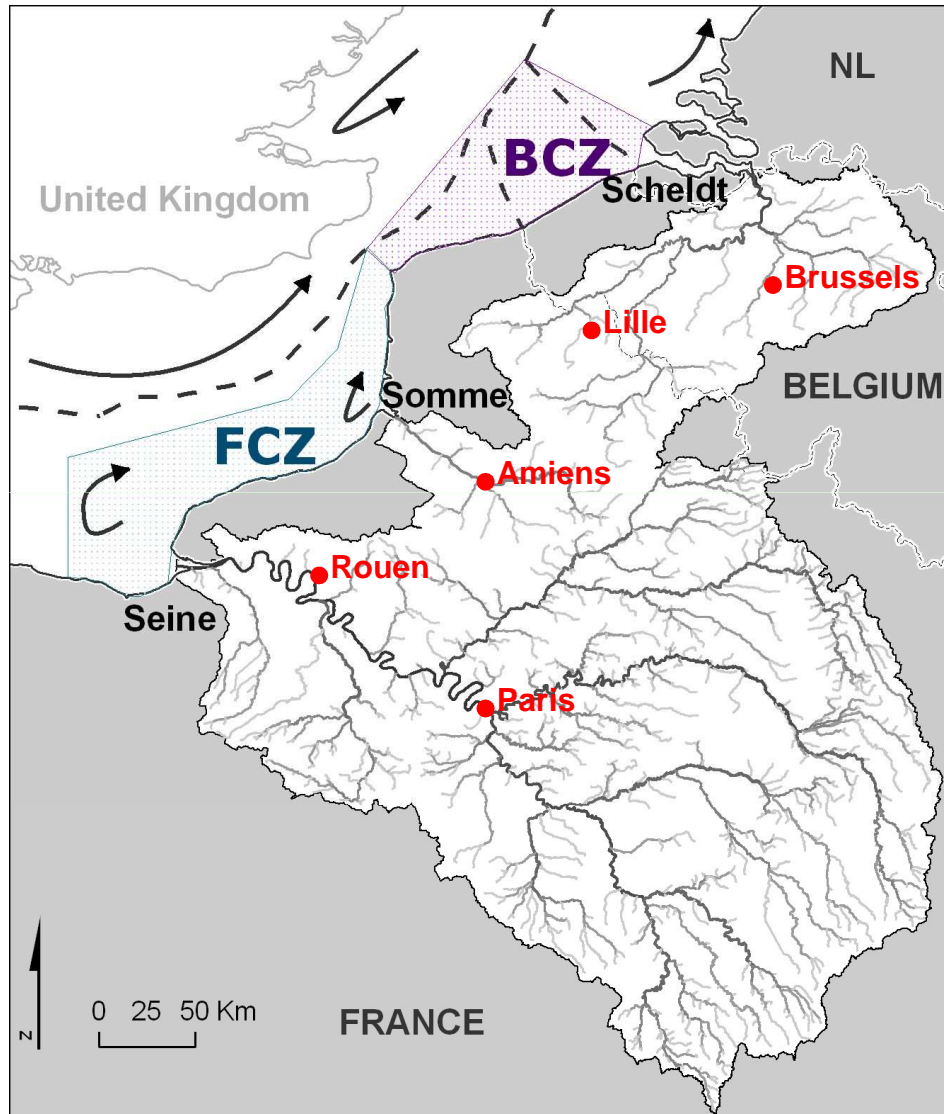 NL
BCZ
Scheldt
United Kingdom
Brussels
Lille
BELGIUM
Somme
FCZ
Amiens
Rouen
Seine
Paris
0 25 50 Km
FRANCE
N